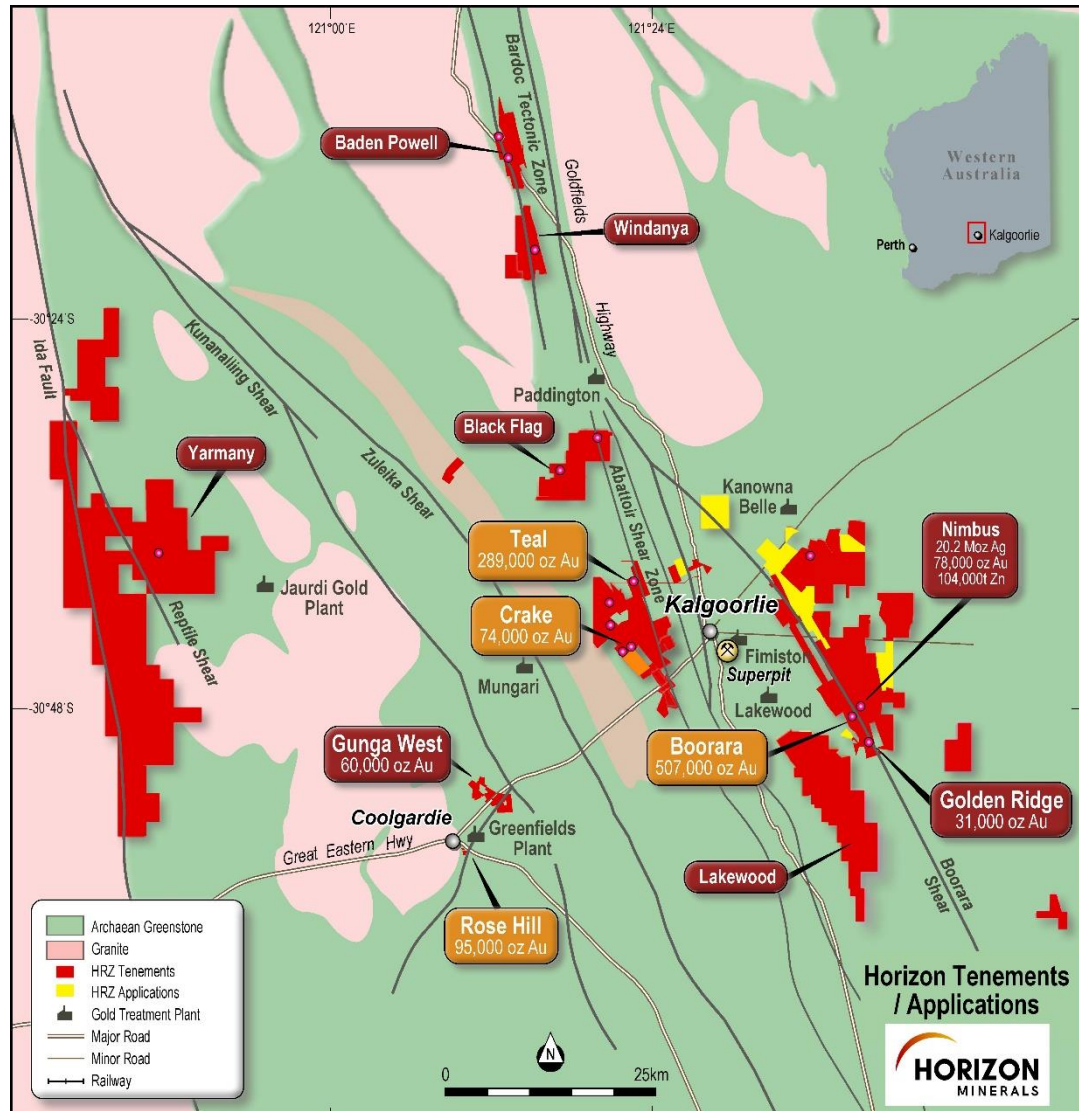 121°00´E
121°24´E
Bardoc Tectonic Zone
Goldfields
Highway
Baden Powell
Windanya
Western
Australia
Perth
Kalgoorlie
-30°24´S
Ida Fault
Kunanalling Shear
Zuleika Shear
Paddington
Black Flag
Abattoir Shear Zone
Yarmany
Kanowna
Belle
Teal
289,000 oz Au
Nimbus
20.2 Moz Ag
78,000 oz Au
104,000t Zn
Jaurdi Gold
Plant
Reptile Shear
Crake
74,000 oz Au
Kalgoorlie
Fimiston
Superpit
Mungari
Lakewood
-30°48´S
Gunga West
60,000 oz Au
Boorara
507,000 oz Au
Golden Ridge
31,000 oz Au
Coolgardie
Greenfields
Plant
Great Eastern Hwy
Lakewood
Boorara
Shear
Rose Hill
95,000 oz Au
Archaean Greenstone
Granite
HRZ Tenements
HRZ Applications
Gold Treatment Plant
Major Road
Minor Road
Railway
N
0
25km
Horizon Tenements
/ Applications
HORIZON
MINERALS